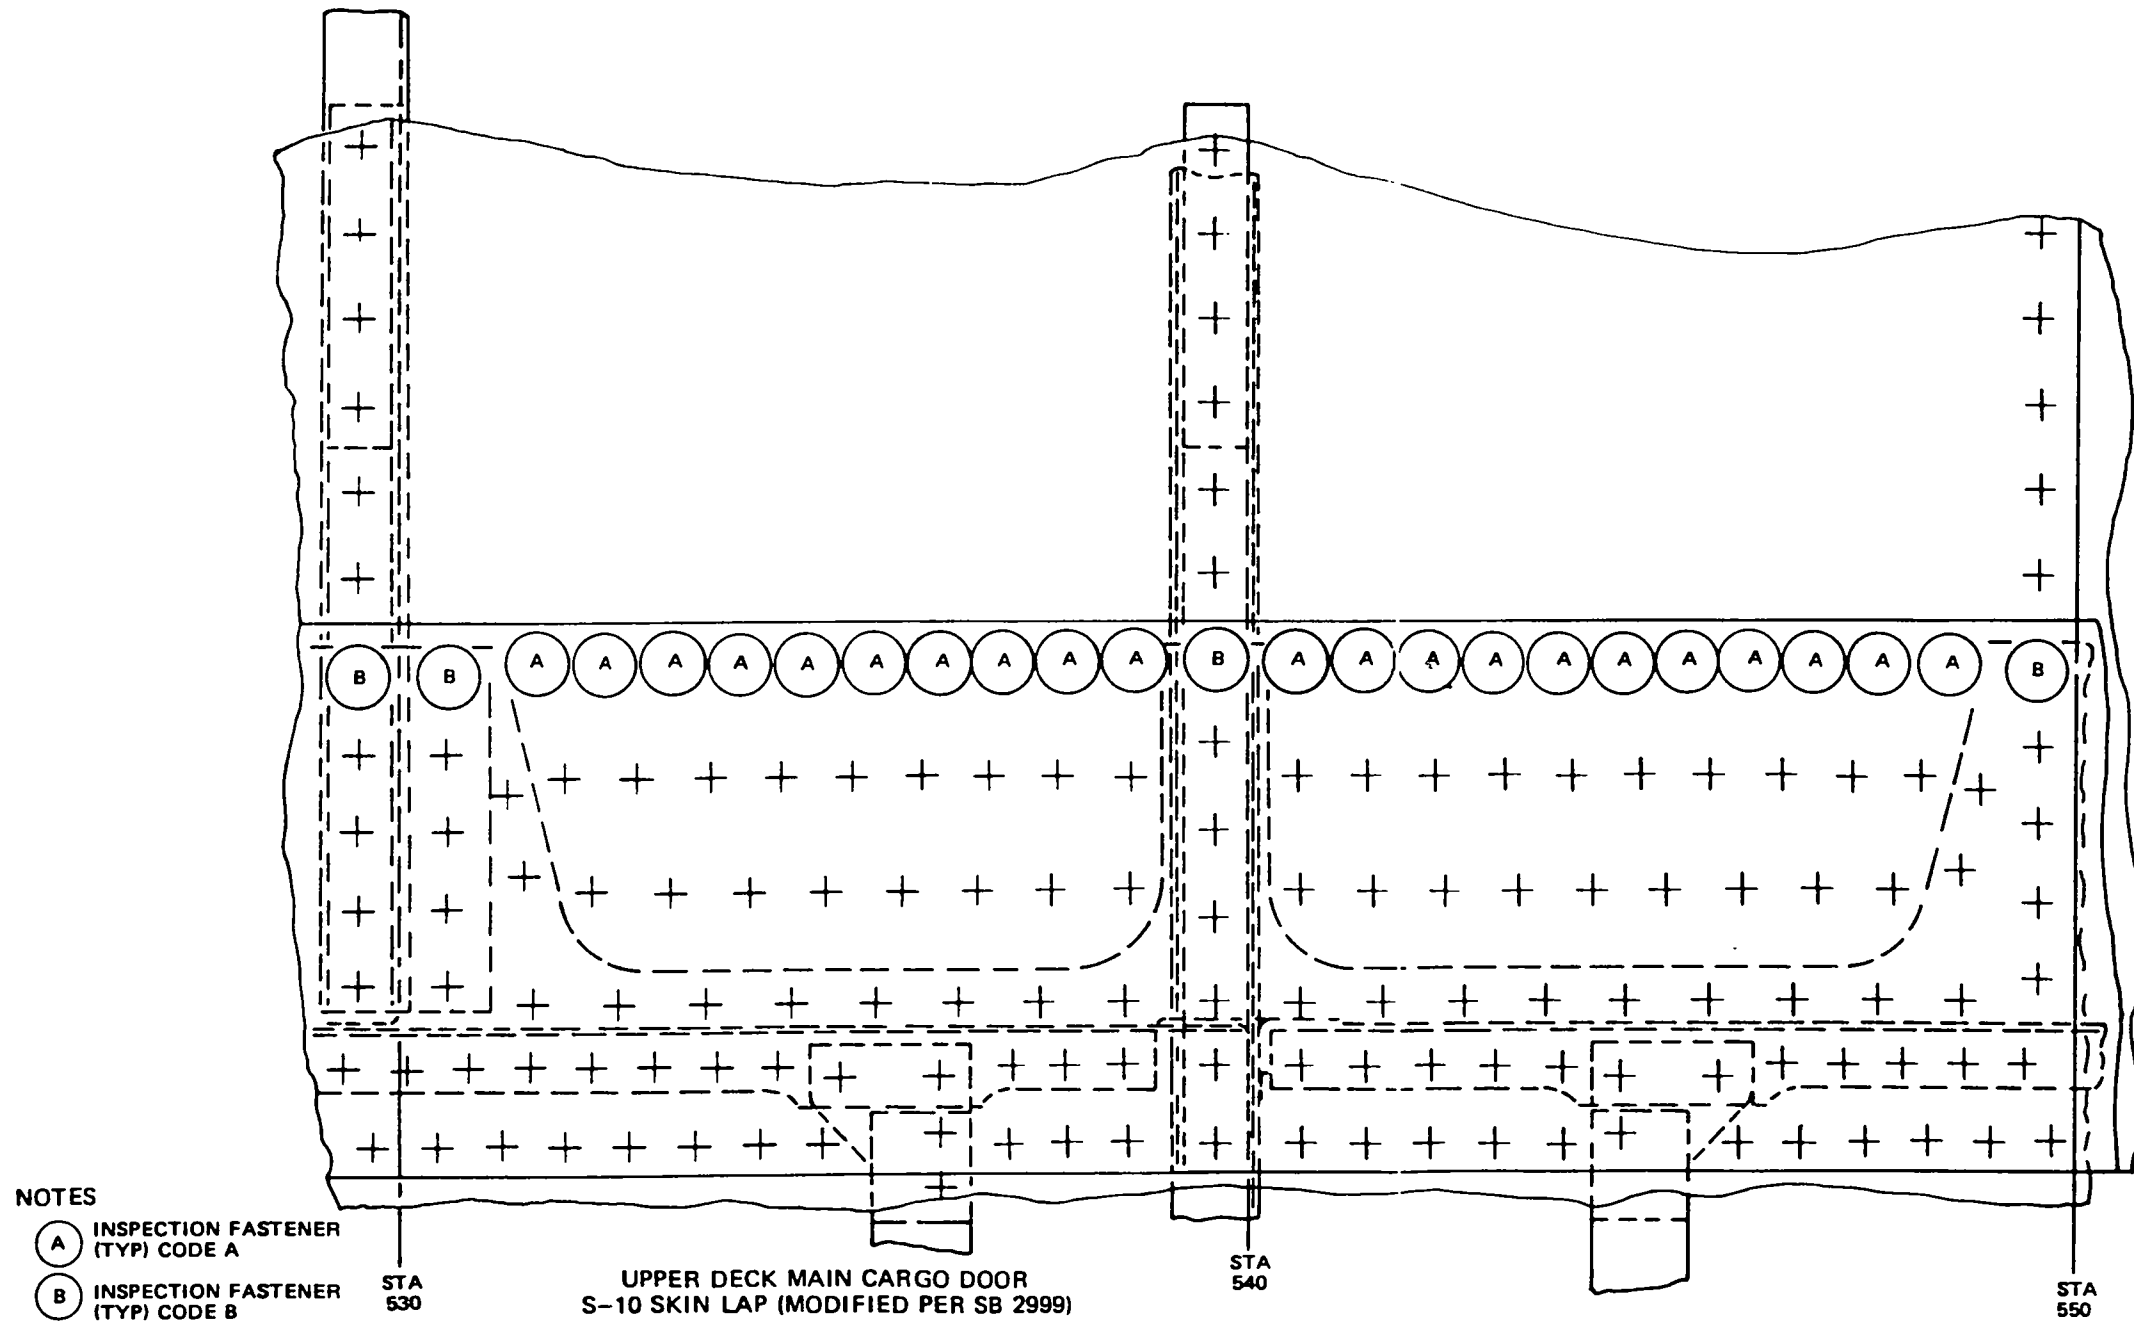 B B A A A A A A A A A A B A A A A A A A A A A A B
NOTES
A INSPECTION FASTENER
(TYP) CODE A
B INSPECTION FASTENER
(TYP) CODE B
STA
530
UPPER DECK MAIN CARGO DOOR
S-10 SKIN LAP (MODIFIED PER SB 2999)
STA
540
STA
550